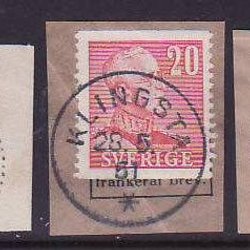 20
KLINGSTA
28.5
51
SVERIGE
frankerat brev.